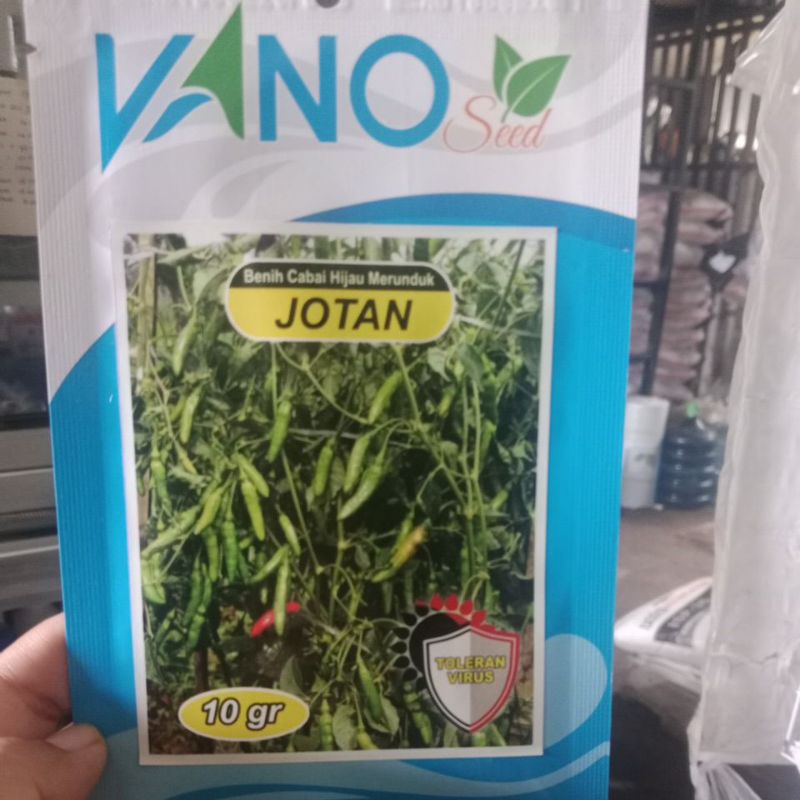 VANO
Seed
Benih Cabai Hijau Merunduk
JOTAN
TOLERAN
VIRUS
10 gr